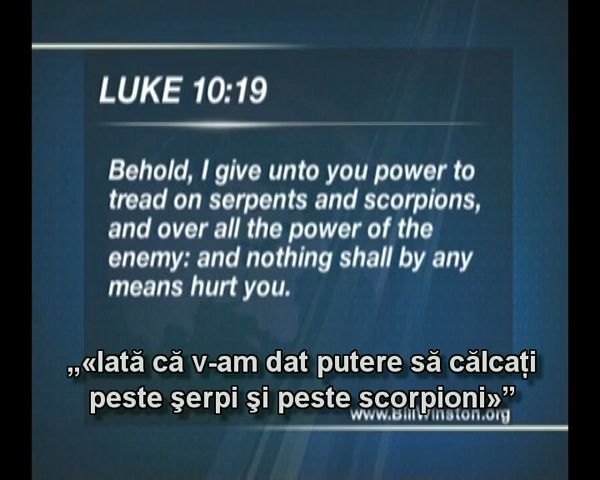 LUKE 10:19
Behold, I give unto you power to
tread on serpents and scorpions,
and over all the power of the
enemy: and nothing shall by any
means hurt you.
„«Iată că v-am dat putere să călcați
peste şerpi şi peste scorpioni»”
www.BillWinston.org